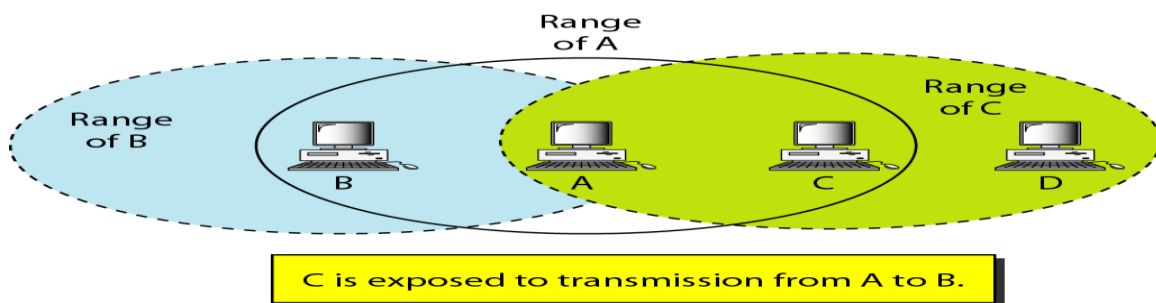 Range
of A
Range
of B
Range
of C
B
A
C
D
C is exposed to transmission from A to B.